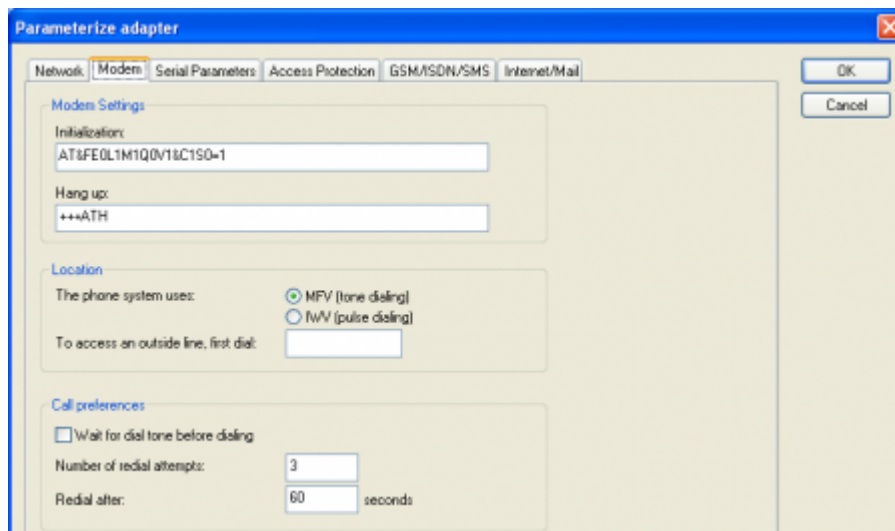 Parameterize adapter
Network Modem Serial Parameters Access Protection GSM/ISDN/SMS Internet/Mail
OK
Cancel
Modem Settings
Initialization:
AT&FE0L1M1Q0V1&C1S0=1
Hang up:
+++ATH
Location
The phone system uses:
MFV (tone dialing)
IWV (pulse dialing)
To access an outside line, first dial:
Call preferences
Wait for dial tone before dialing
Number of redial attempts: 3
Redial after: 60 seconds